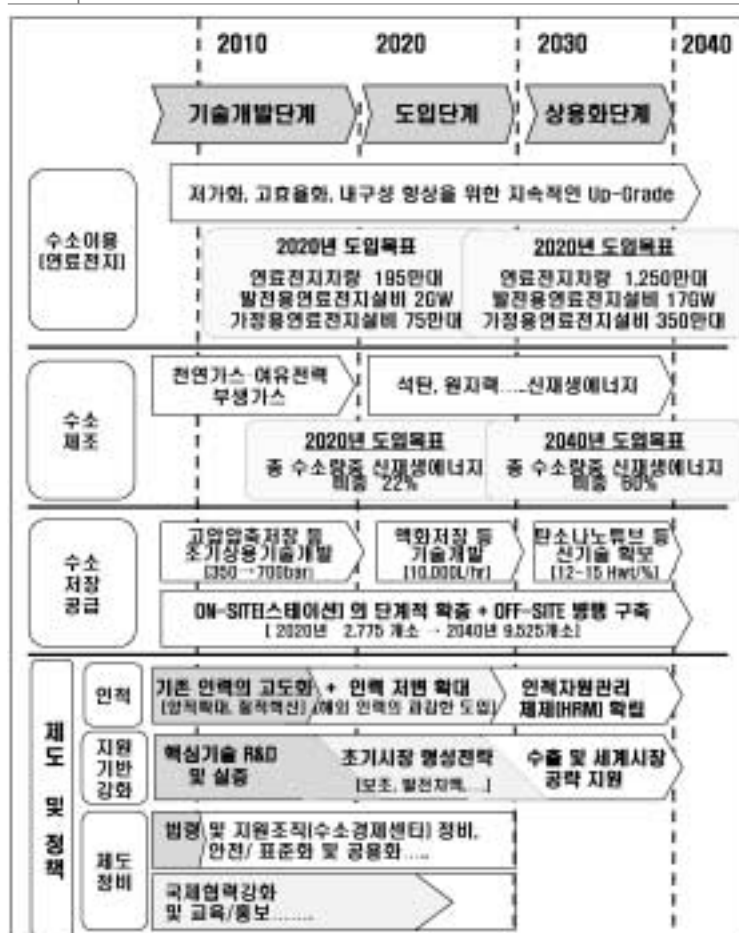 2010 2020 2030 2040
기술개발단계 도입단계 상용화단계
수소이용
[연료전지]
저가화, 고효율화, 내구성 향상을 위한 지속적인 Up-Grade
2020년 도입목표
연료전지차량 195만대
발전용연료전지설비 2GW
가정용연료전지설비 75만대
2020년 도입목표
연료전지차량 1,250만대
발전용연료전지설비 17GW
가정용연료전지설비 350만대
수소
제조
천연가스 여유전력
부생가스
석탄, 원자력.....신재생에너지
2020년 도입목표
총 수소량중 신재생에너지
비중 22%
2040년 도입목표
총 수소량중 신재생에너지
비중 60%
수소
저장
공급
고압압축저장 등
초기상용기술개발
[350→700bar]
액화저장 등
기술개발
[10,000L/hr]
탄소나노튜브 등
신기술 확보
[12~15 Hwt/%]
ON-SITE[스테이션] 의 단계적 확충 + OFF-SITE 병행 구축
[ 2020년 2,775 개소 → 2040년 9,525개소]
제도 및 정책
인적
기존 인력의 고도화 + 인력 저변 확대
[양적확대, 질적혁신] [해외 인력의 과감한 도입]
인적자원관리
체제[HRM] 확립
지원
기반
강화
핵심기술 R&D
및 실증
초기시장 형성전략
[보조, 발전차액,...]
수출 및 세계시장
공략 지원
제도
정비
법령 및 지원조직[수소경제센터] 정비,
안전/ 표준화 및 공용화.....
국제협력강화
및 교육/홍보........